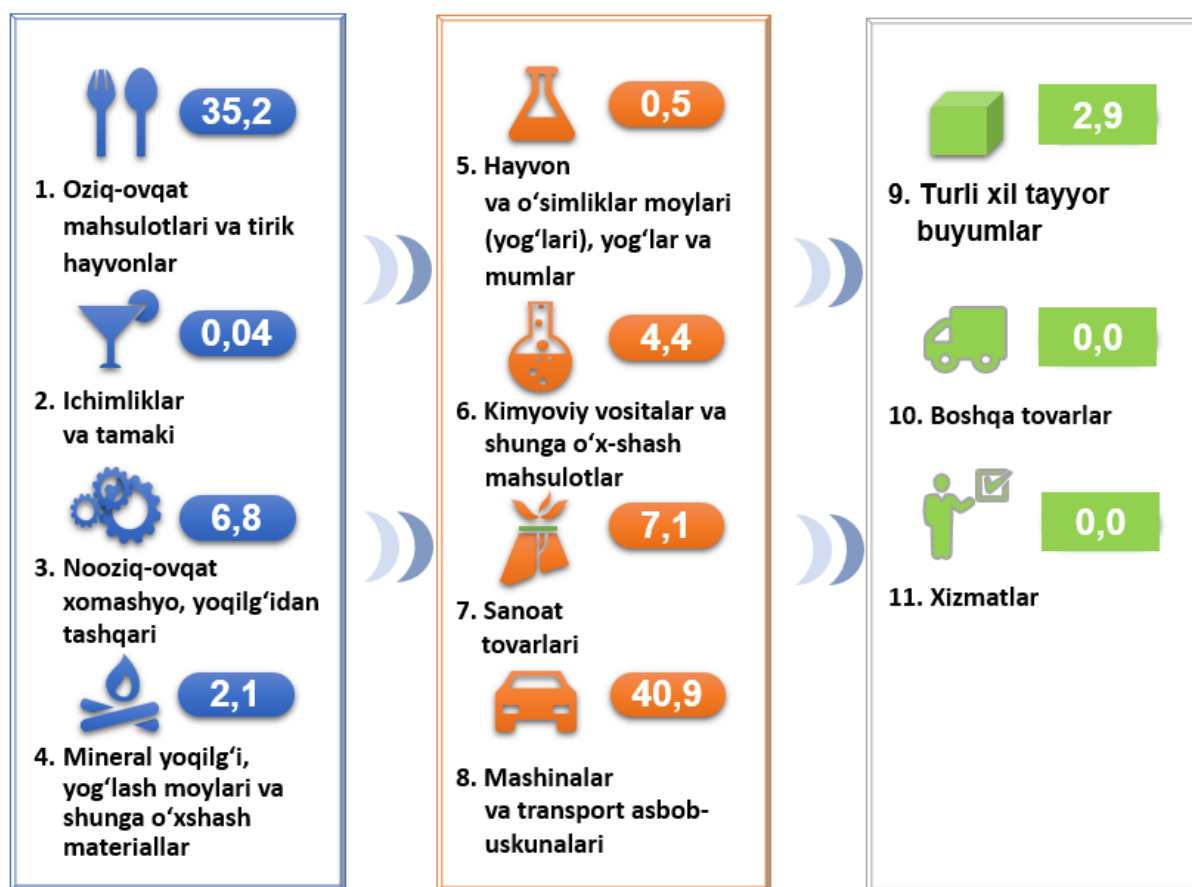 35,2
1. Oziq-ovqat
mahsulotlari va tirik
hayvonlar
0,04
2. Ichimliklar
va tamaki
6,8
3. Nooziq-ovqat
xomashyo, yoqilg‘idan
tashqari
2,1
4. Mineral yoqilg‘i,
yog‘lash moylari va
shunga o‘xshash
materiallar
0,5
5. Hayvon
va o‘simliklar moylari
(yog‘lari), yog‘lar va
mumlar
4,4
6. Kimyoviy vositalar va
shunga o‘x-shash
mahsulotlar
7,1
7. Sanoat
tovarlari
40,9
8. Mashinalar
va transport asbob-
uskunalari
2,9
9. Turli xil tayyor
buyumlar
0,0
10. Boshqa tovarlar
0,0
11. Xizmatlar